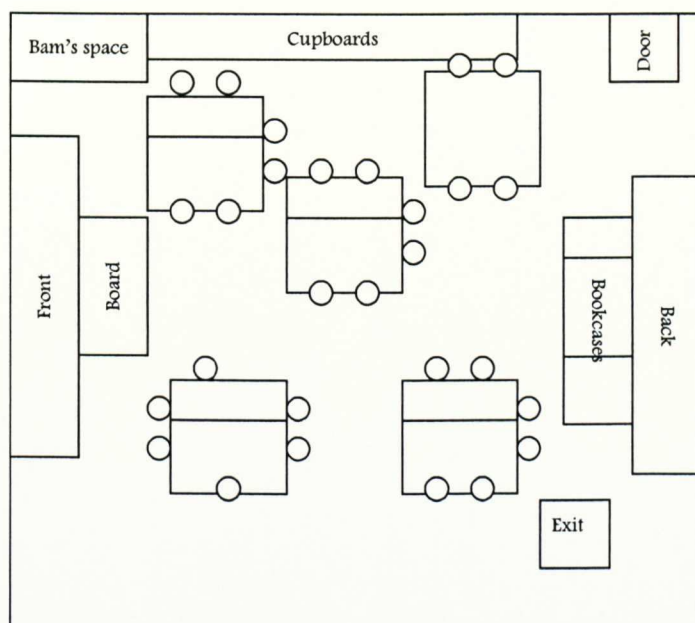 Bam's space
Cupboards
Door
Front
Board
Bookcases
Back
Exit